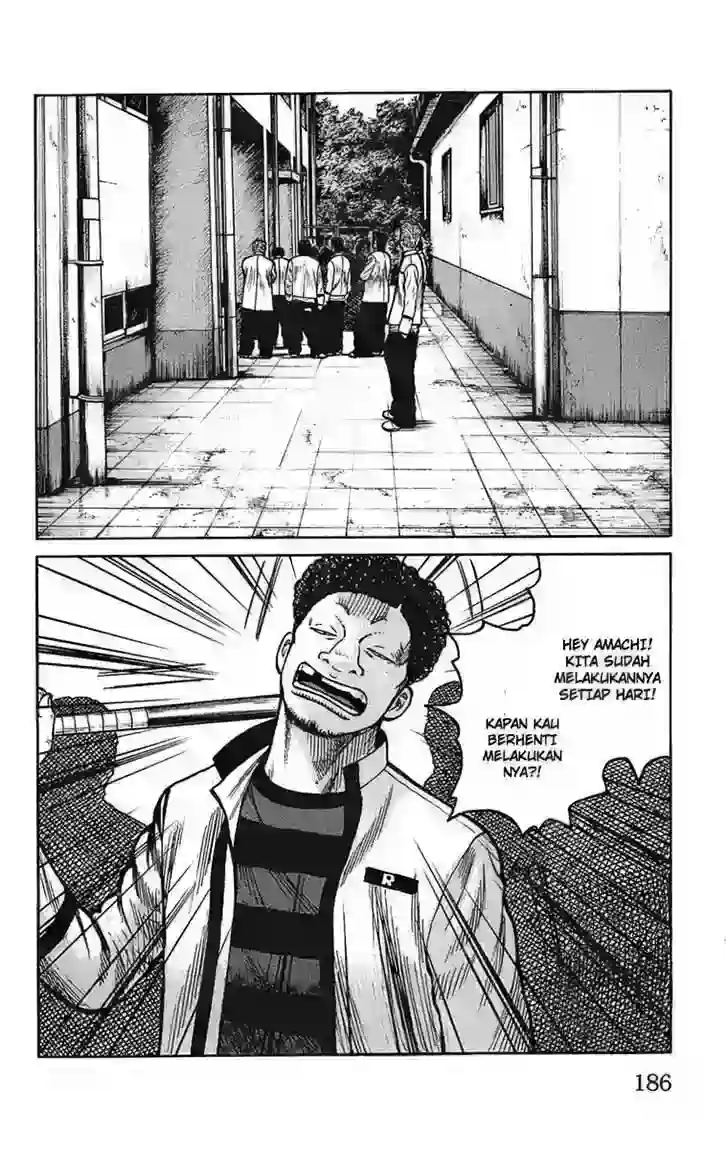 HEY AMACHI!
KITA SUDAH
MELAKUKANNYA
SETIAP HARI!
KAPAN KAU
BERHENTI
MELAKUKAN
NYA?!
R
186